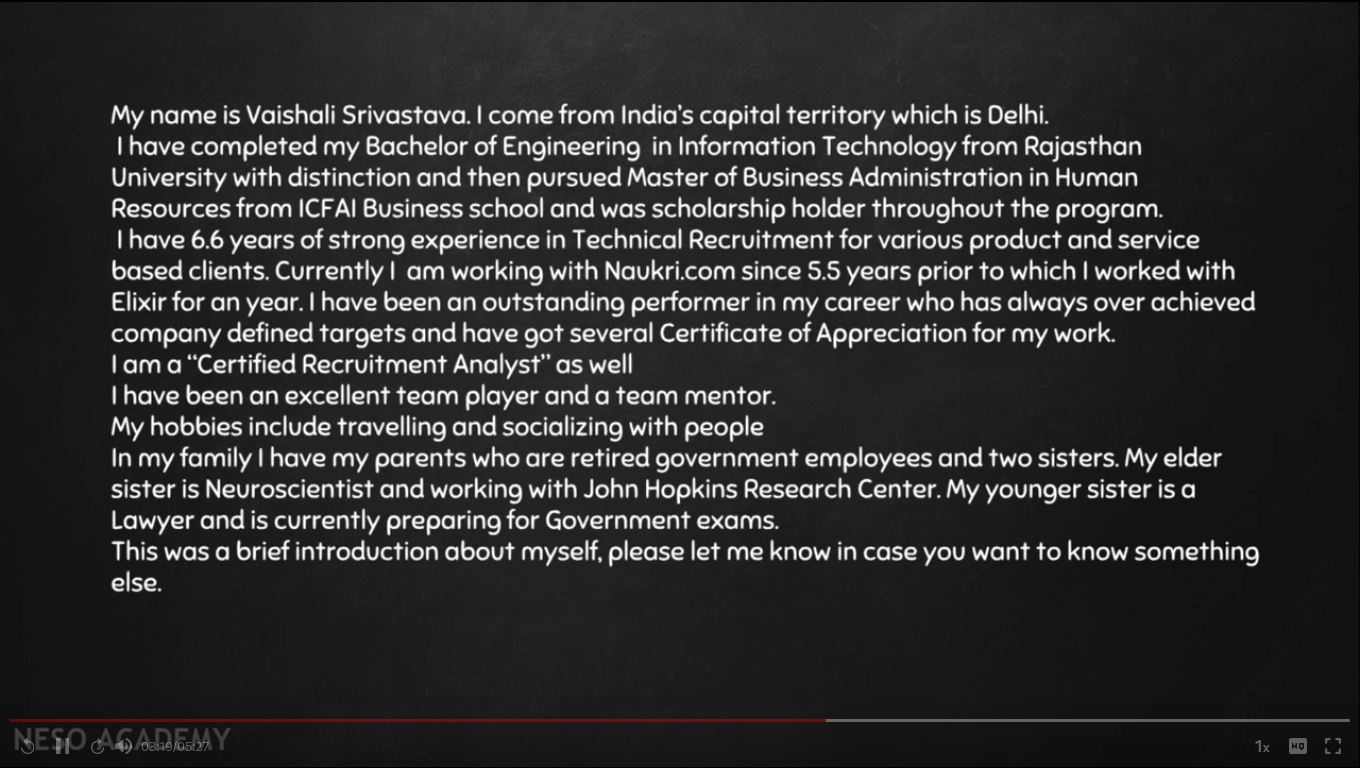 My name is Vaishali Srivastava. I come from India's capital territory which is Delhi.
I have completed my Bachelor of Engineering in Information Technology from Rajasthan
University with distinction and then pursued Master of Business Administration in Human
Resources from ICFAI Business school and was scholarship holder throughout the program.
I have 6.6 years of strong experience in Technical Recruitment for various product and service
based clients. Currently I am working with Naukri.com since 5.5 years prior to which I worked with
Elixir for an year. I have been an outstanding performer in my career who has always over achieved
company defined targets and have got several Certificate of Appreciation for my work.
I am a “Certified Recruitment Analyst” as well
I have been an excellent team player and a team mentor.
My hobbies include travelling and socializing with people
In my family I have my parents who are retired government employees and two sisters. My elder
sister is Neuroscientist and working with John Hopkins Research Center. My younger sister is a
Lawyer and is currently preparing for Government exams.
This was a brief introduction about myself, please let me know in case you want to know something
else.
NESO ACADEMY
03:19/05:27
1x
HQ